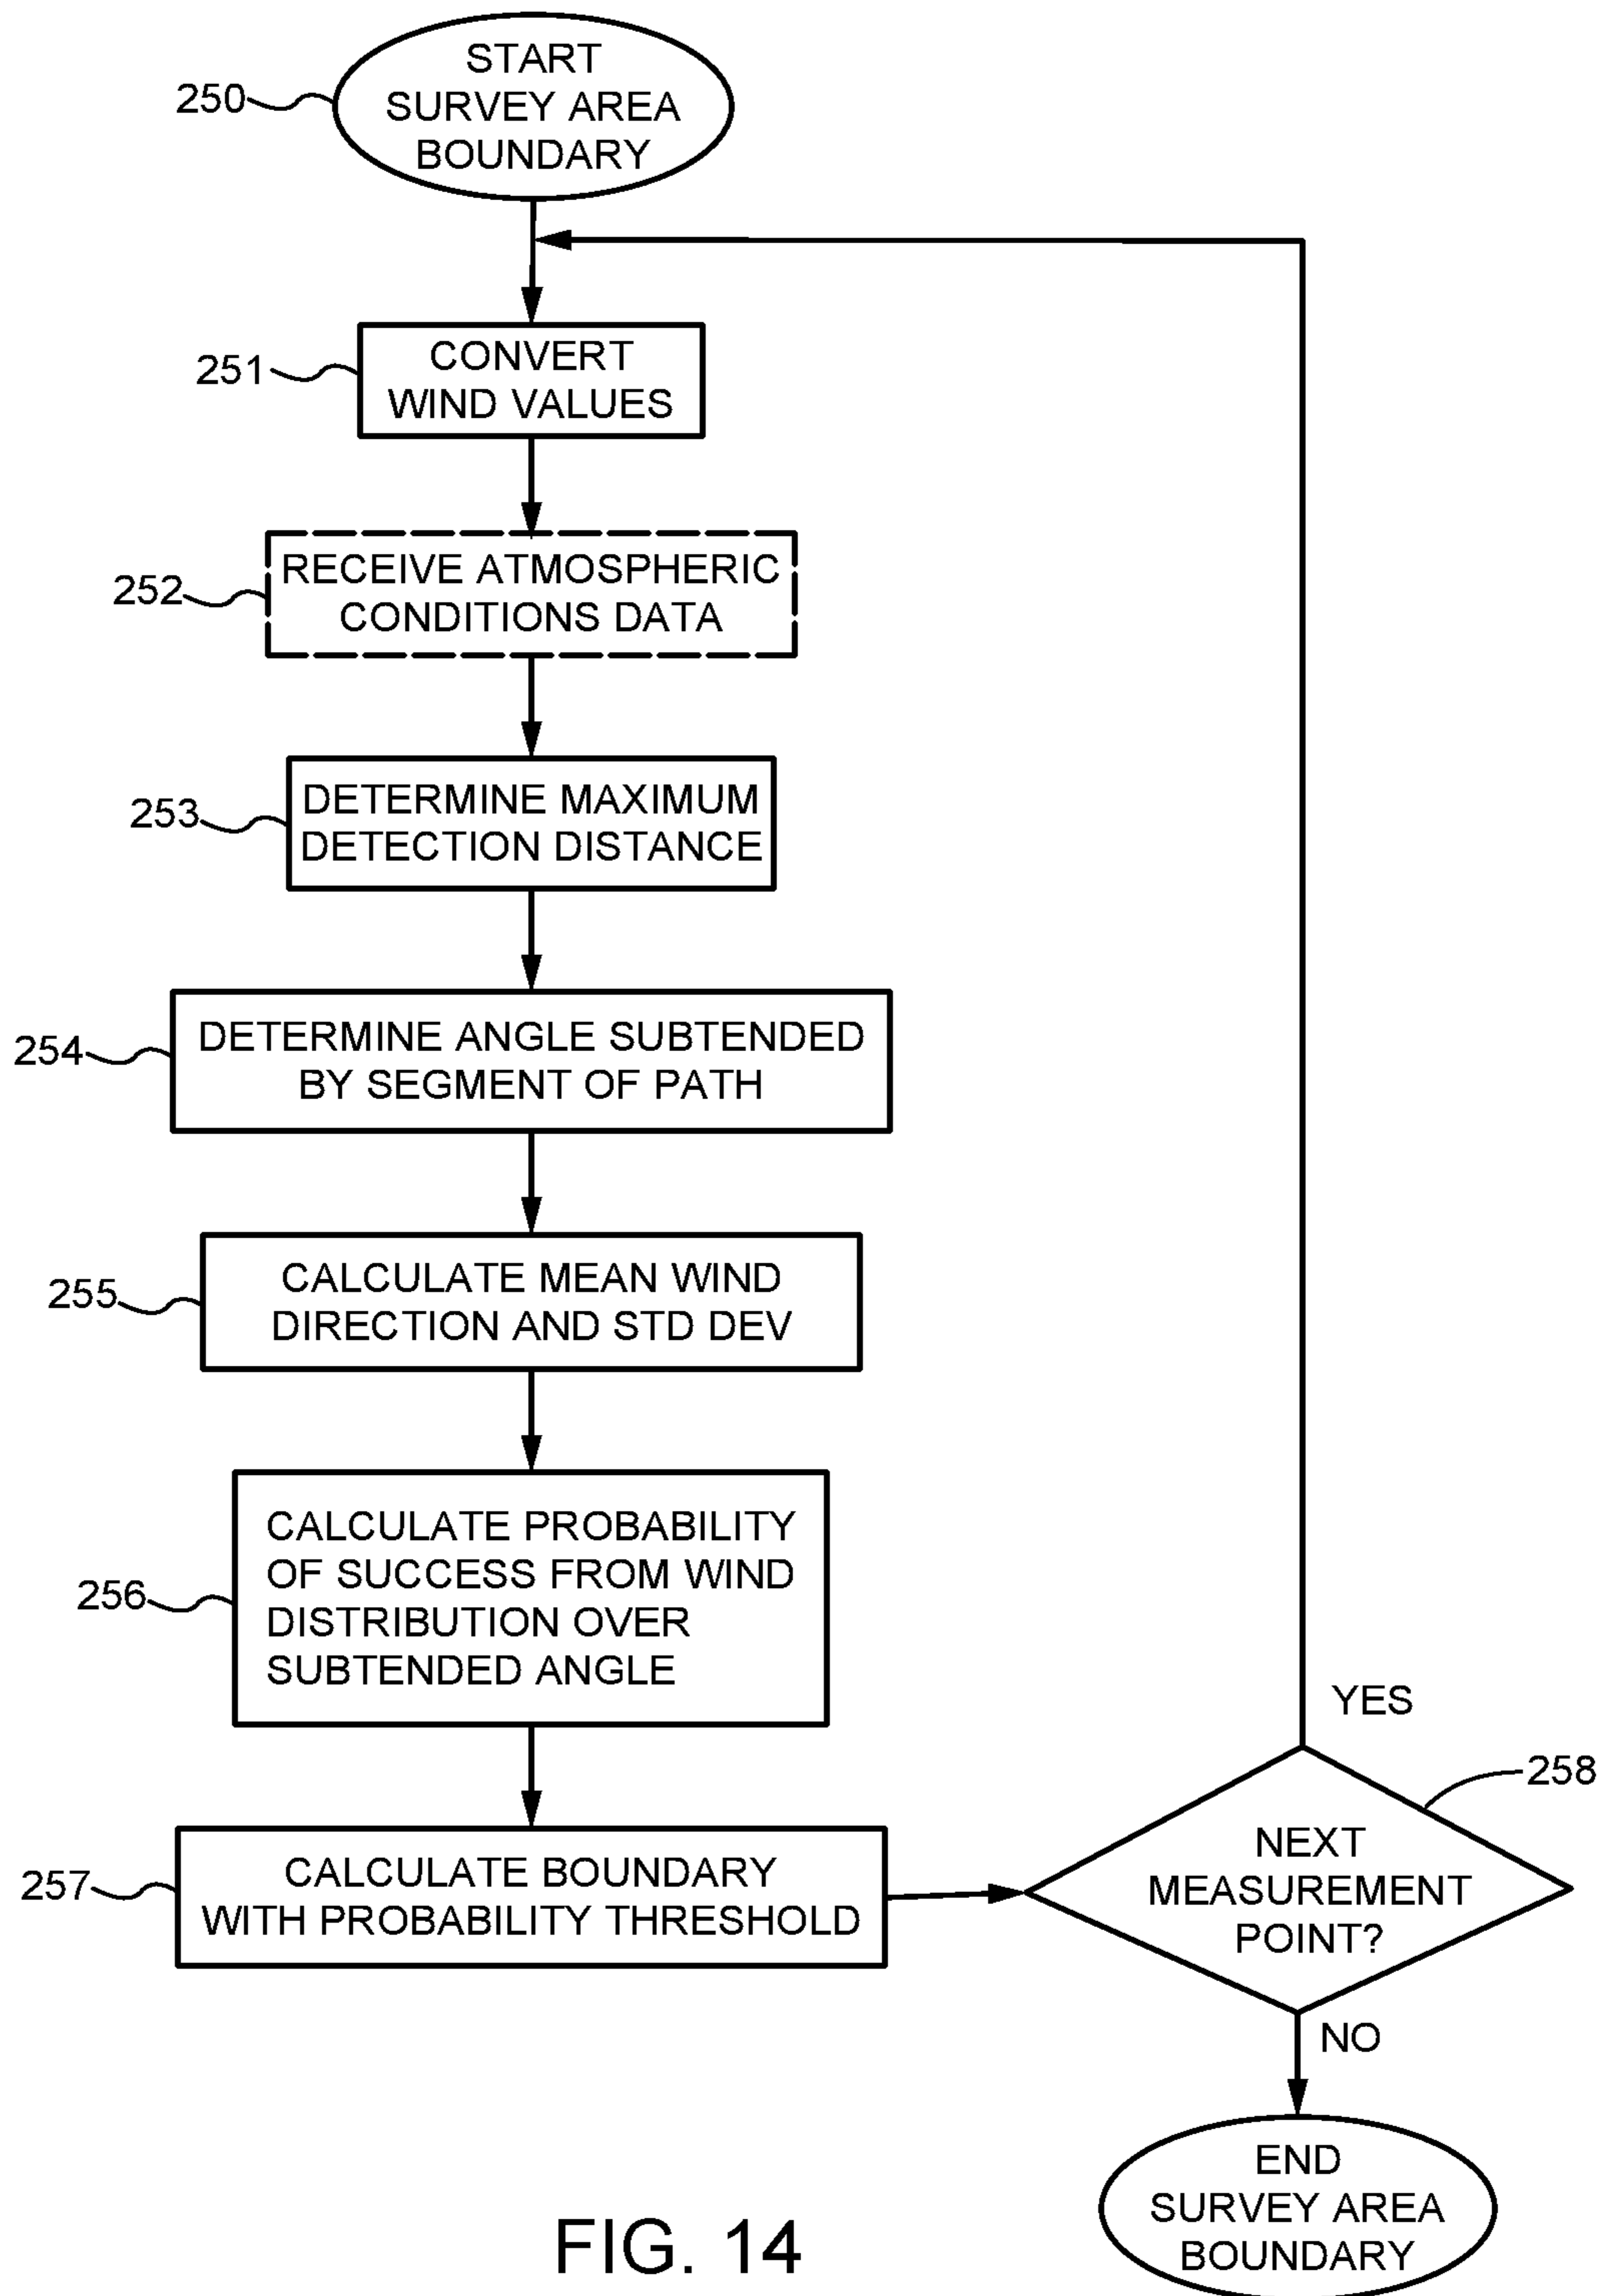 START
SURVEY AREA
BOUNDARY
250
CONVERT
WIND VALUES
251
RECEIVE ATMOSPHERIC
CONDITIONS DATA
252
DETERMINE MAXIMUM
DETECTION DISTANCE
253
DETERMINE ANGLE SUBTENDED
BY SEGMENT OF PATH
254
CALCULATE MEAN WIND
DIRECTION AND STD DEV
255
CALCULATE PROBABILITY
OF SUCCESS FROM WIND
DISTRIBUTION OVER
SUBTENDED ANGLE
256
CALCULATE BOUNDARY
WITH PROBABILITY THRESHOLD
257
YES
258
NEXT
MEASUREMENT
POINT?
NO
END
SURVEY AREA
BOUNDARY
FIG. 14